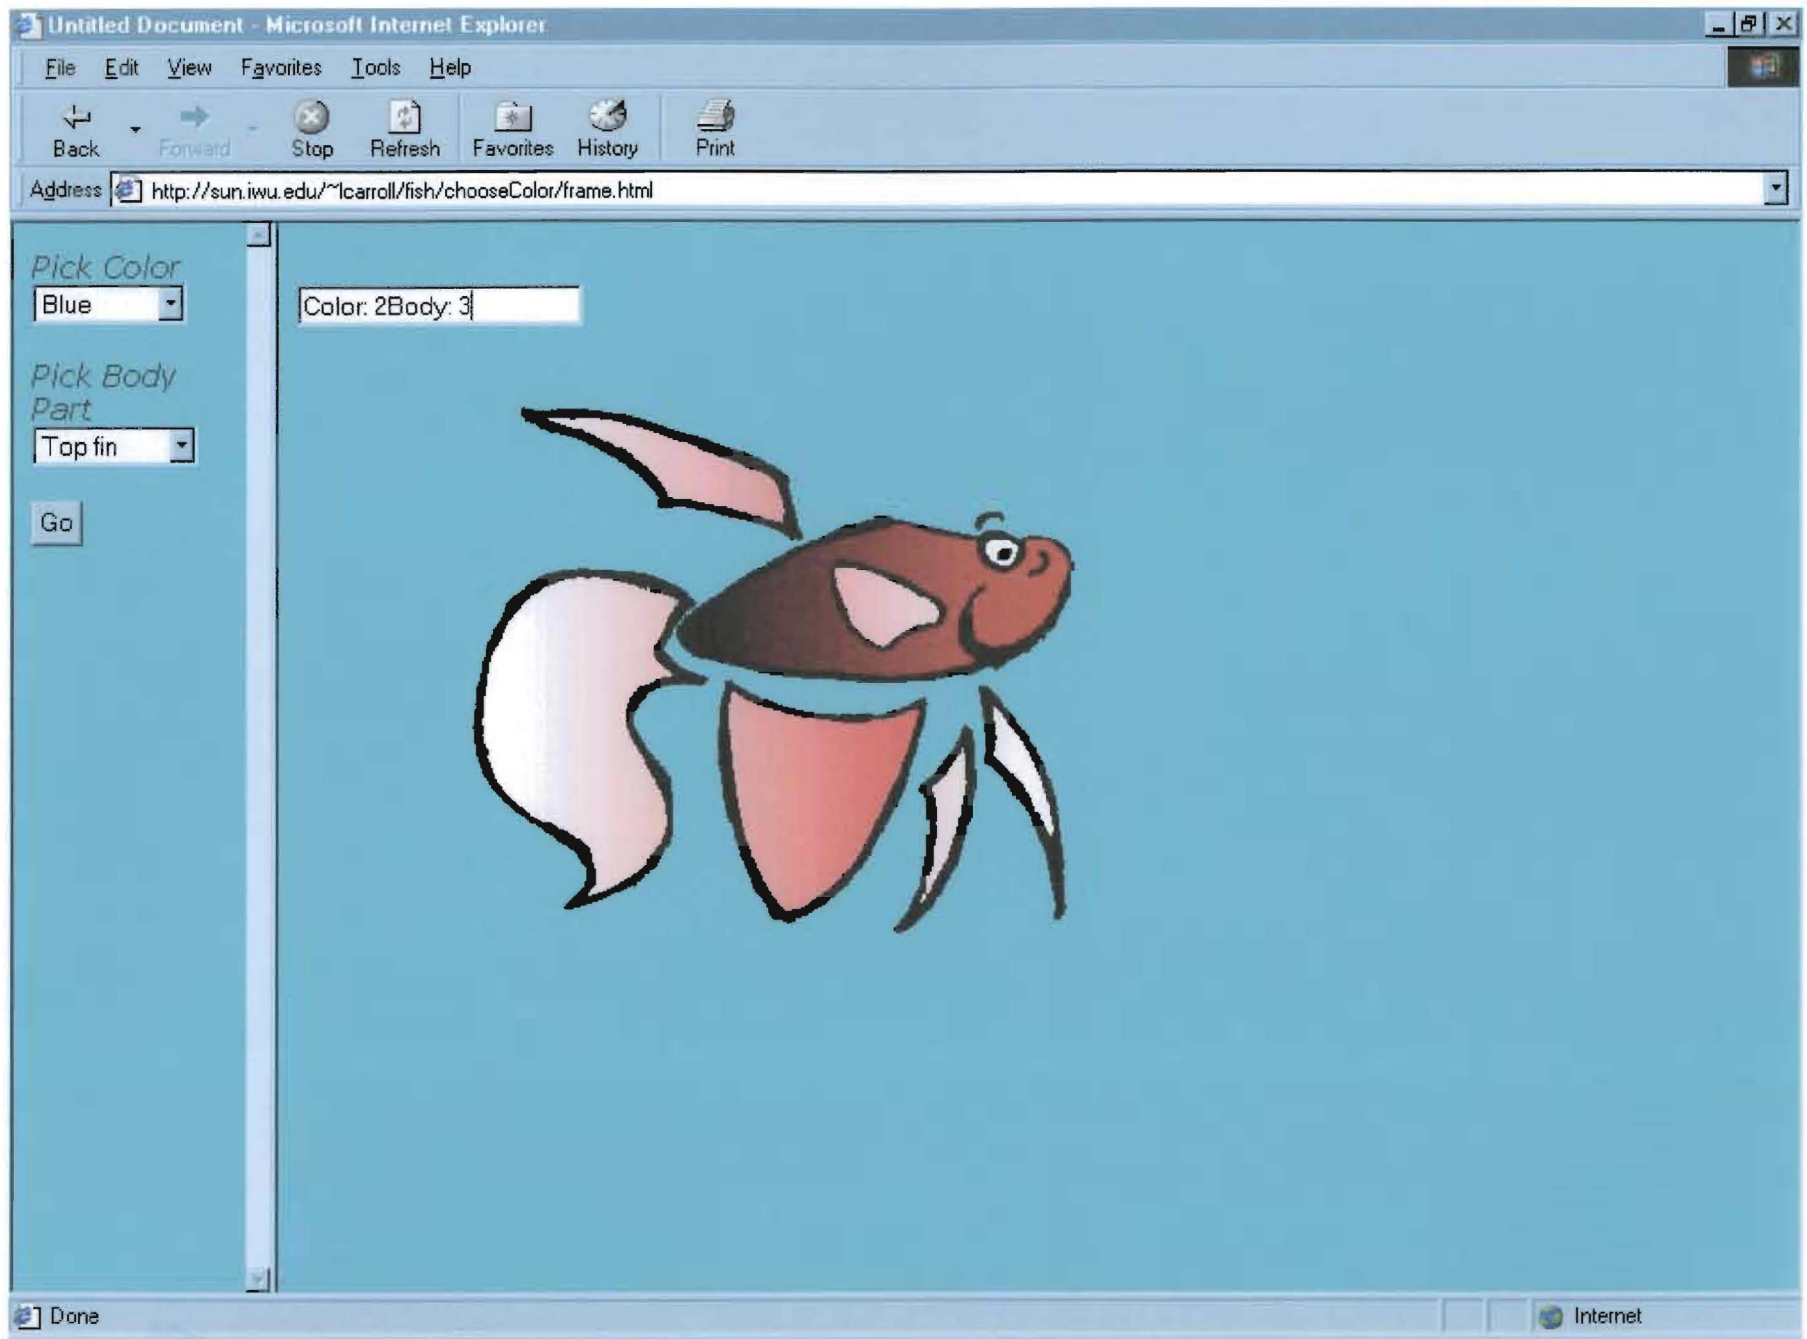 Untitled Document - Microsoft Internet Explorer
File Edit View Favorites Tools Help
Back Forward Stop Refresh Favorites History Print
Address http://sun.iwu.edu/~lcarroll/fish/chooseColor/frame.html
Pick Color
Blue
Color: 2Body: 3
Pick Body
Part
Top fin
Go
Done Internet